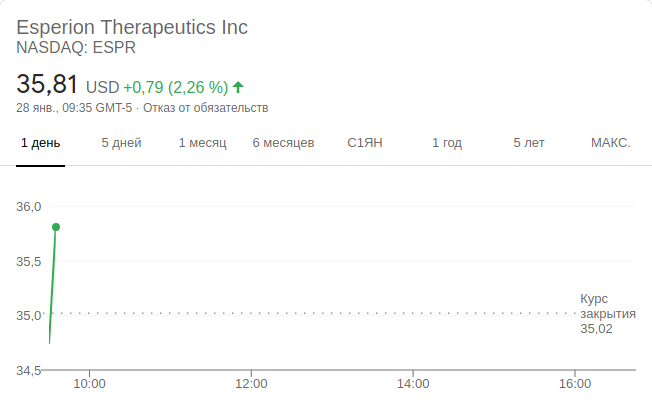 Esperion Therapeutics Inc
NASDAQ: ESPR
35,81 USD +0,79 (2,26 %)
28 янв., 09:35 GMT-5 · Отказ от обязательств
1 день 5 дней 1 месяц 6 месяцев С1ЯН 1 год 5 лет МАКС.
36,0
35,5
35,0
34,5
Курс
закрытия
35,02
10:00 12:00 14:00 16:00